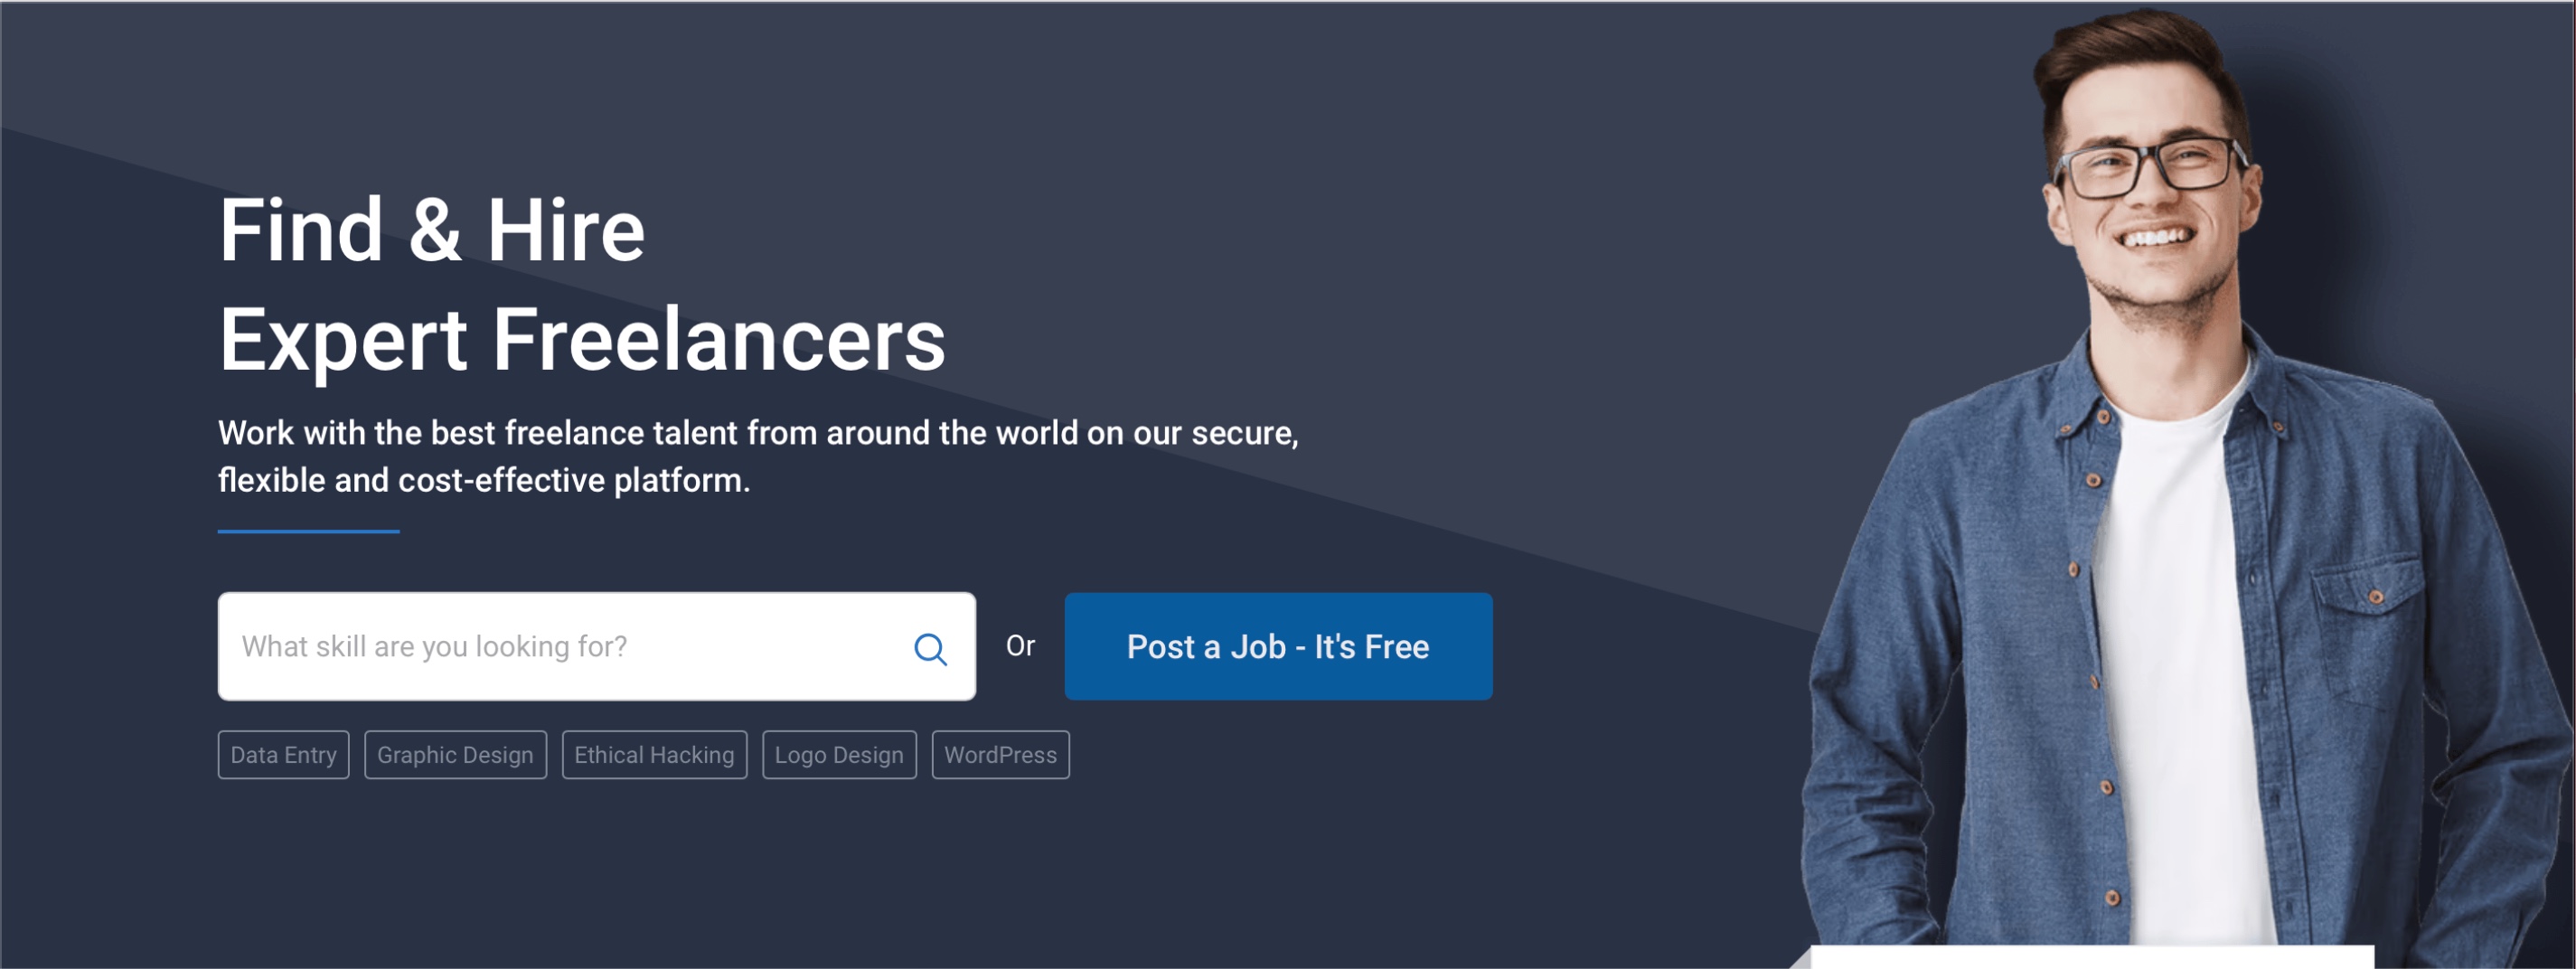 Find & Hire
Expert Freelancers
Work with the best freelance talent from around the world on our secure,
flexible and cost-effective platform.
What skill are you looking for?
Or
Post a Job - It's Free
Data Entry
Graphic Design
Ethical Hacking
Logo Design
WordPress